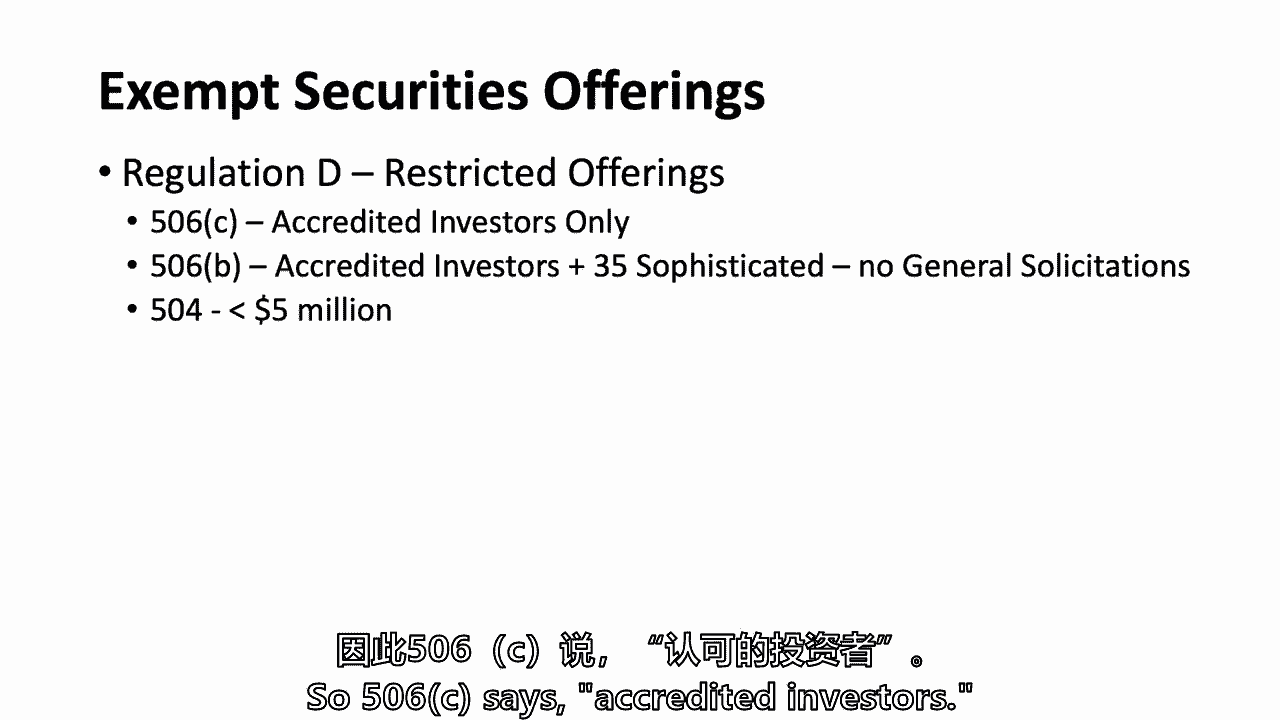 Exempt Securities Offerings
• Regulation D – Restricted Offerings
• 506(c) – Accredited Investors Only
• 506(b) – Accredited Investors + 35 Sophisticated – no General Solicitations
• 504 - < $5 million
因此506（c）说，“认可的投资者”。
So 506(c) says, "accredited investors."